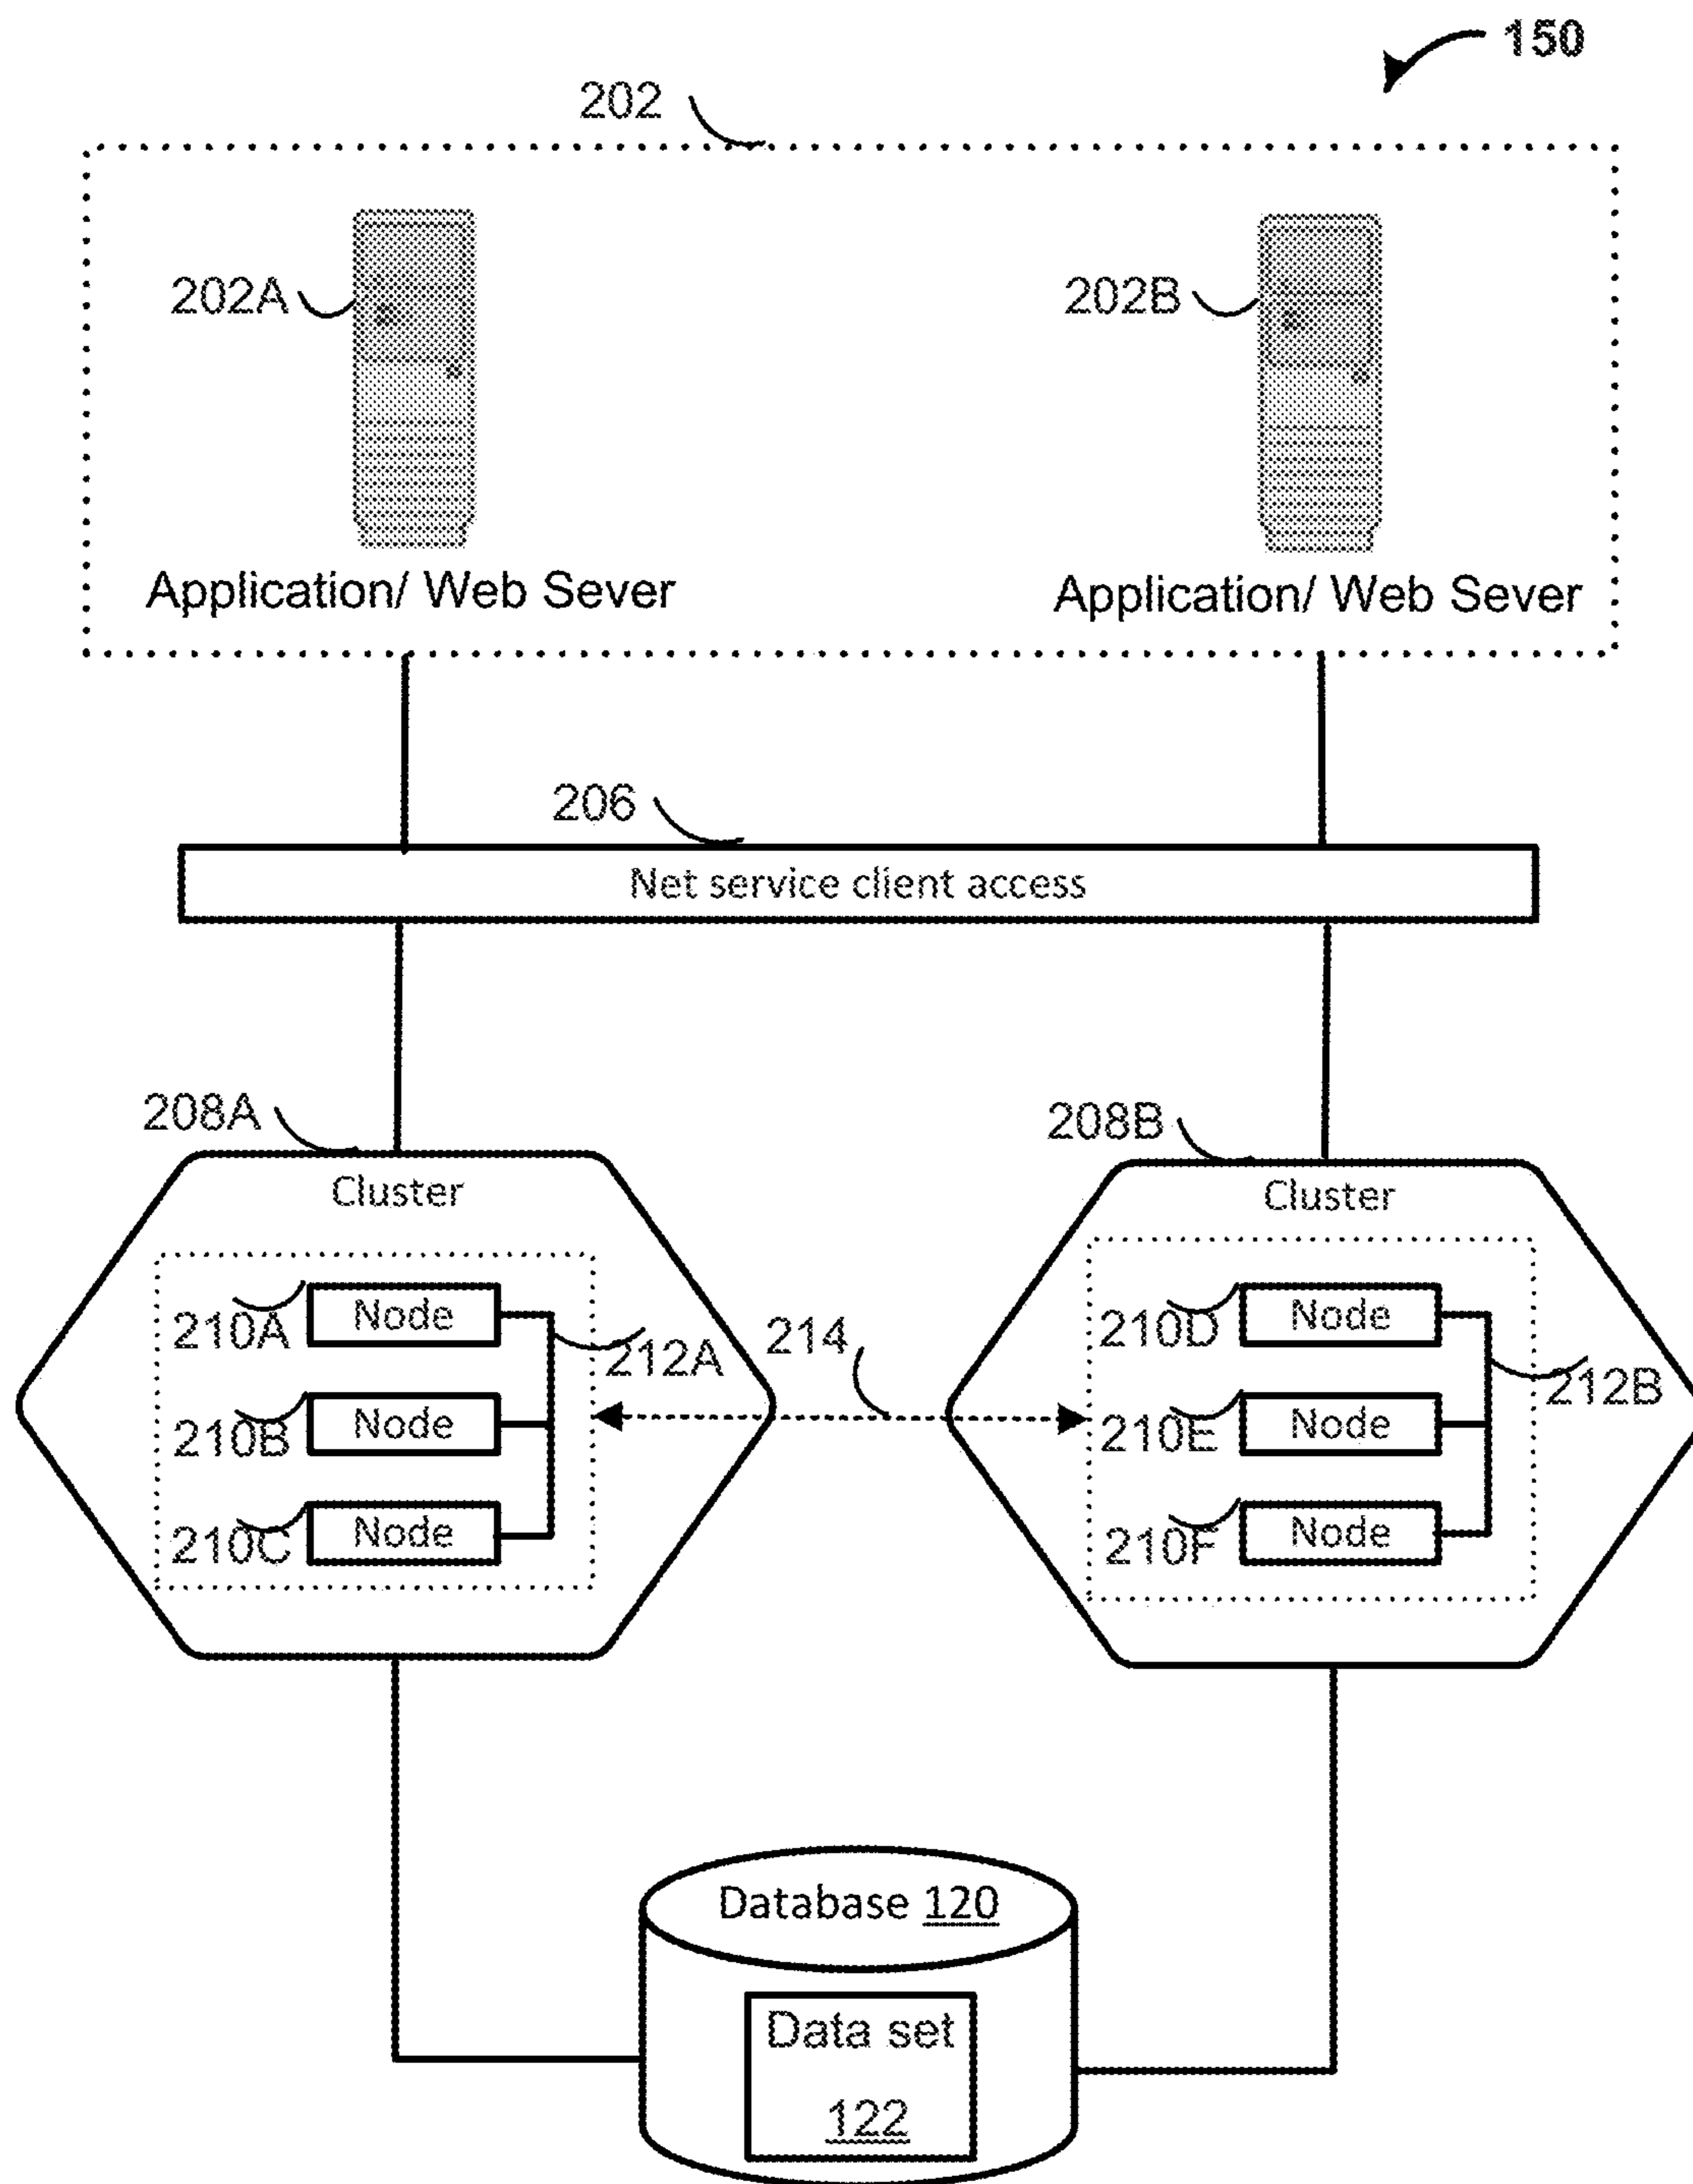 150
202
202A
202B
Application/ Web Sever
Application/ Web Sever
206
Net service client access
208A
208B
Cluster
Cluster
210A
Node
212A
214
210D
Node
212B
210B
Node
210E
Node
210C
Node
210F
Node
Database 120
Data set
122